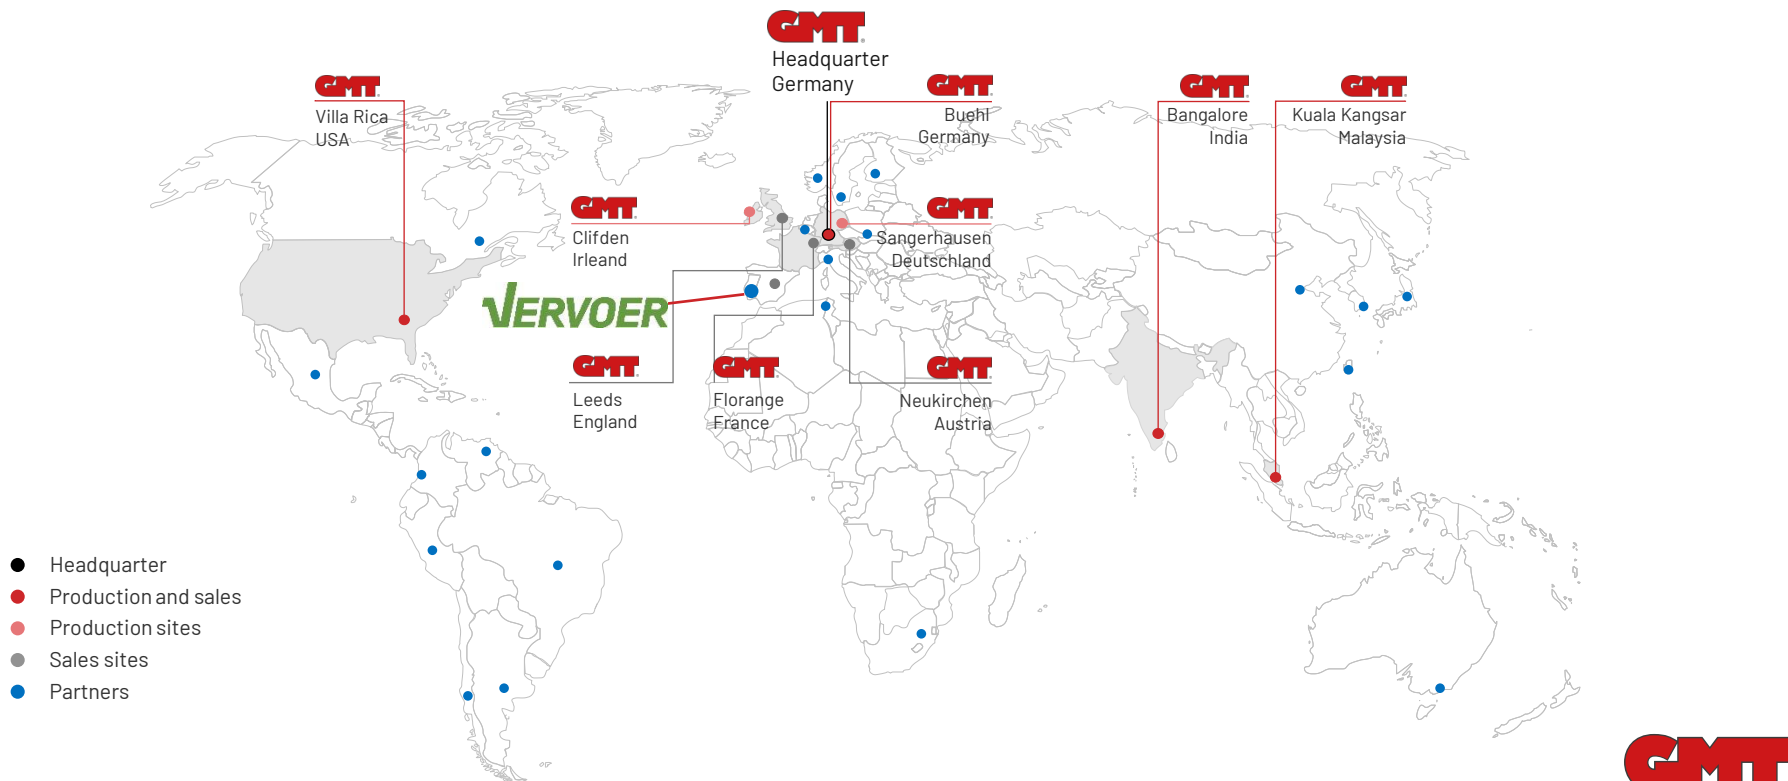 GMT
Headquarter
Germany
GMT
Villa Rica
USA
GMT
Buehl
Germany
GMT
Bangalore
India
GMT
Kuala Kangsar
Malaysia
GMT
Clifden
Irleand
GMT
Sangerhausen
Deutschland
VERVOER
GMT
Leeds
England
GMT
Florange
France
GMT
Neukirchen
Austria
Headquarter
Production and sales
Production sites
Sales sites
Partners
GMT